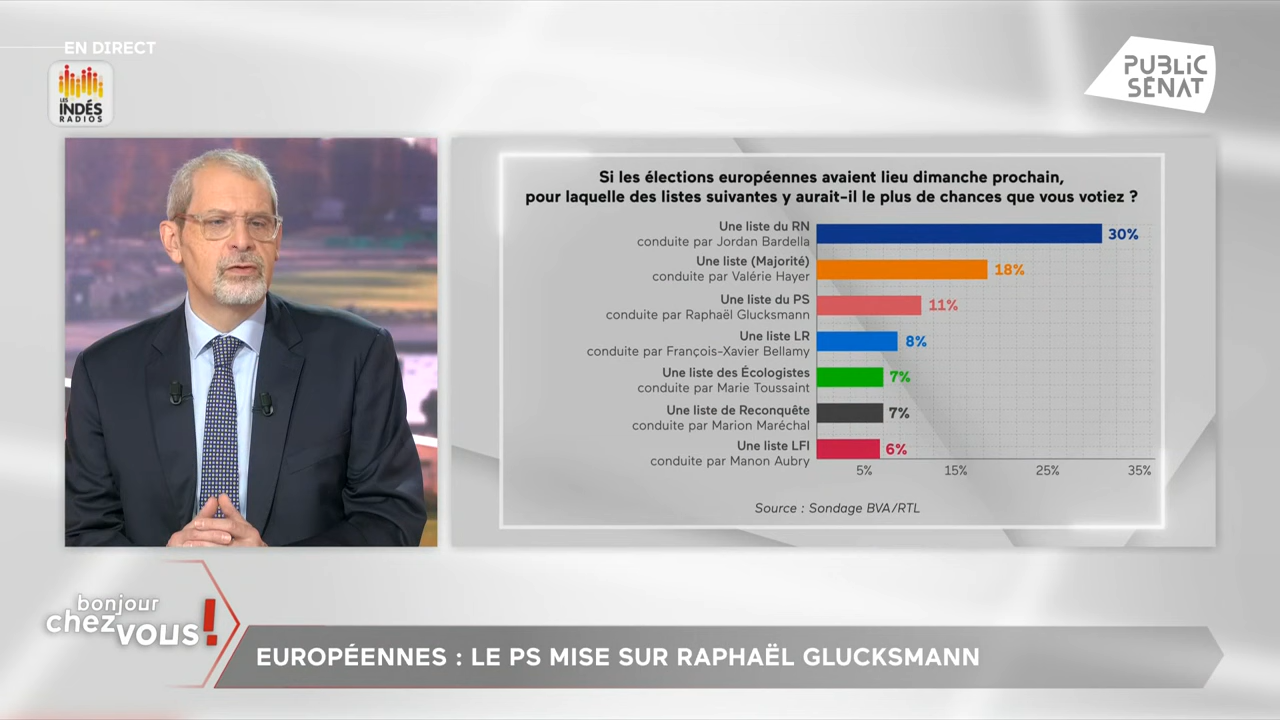 EN DIRECT
LES
INDÉS
RADIOS
PUBLIC
SÉNAT
Si les élections européennes avaient lieu dimanche prochain,
pour laquelle des listes suivantes y aurait-il le plus de chances que vous votiez ?
Une liste du RN
conduite par Jordan Bardella
30%
Une liste (Majorité)
conduite par Valérie Hayer
18%
Une liste du PS
conduite par Raphaël Glucksmann
11%
Une liste LR
conduite par François-Xavier Bellamy
8%
Une liste des Écologistes
conduite par Marie Toussaint
7%
Une liste de Reconquête
conduite par Marion Maréchal
7%
Une liste LFI
conduite par Manon Aubry
6%
5% 15% 25% 35%
Source : Sondage BVA/RTL
bonjour
chez vous !
EUROPÉENNES : LE PS MISE SUR RAPHAËL GLUCKSMANN